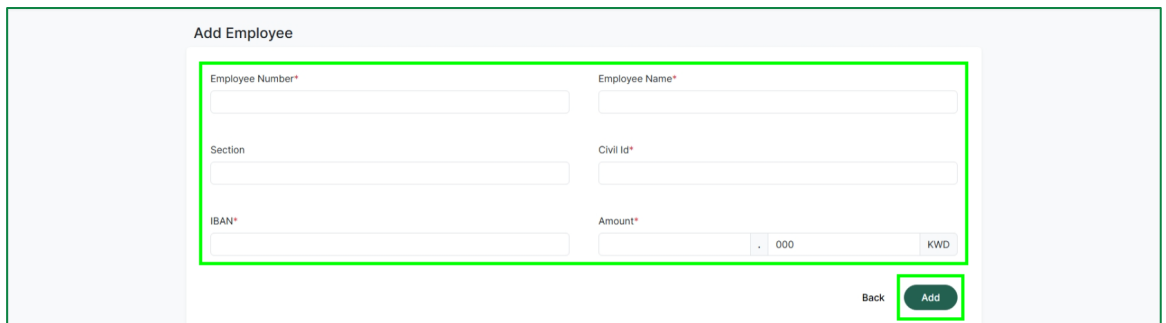 Add Employee
Employee Number* Employee Name*
Section Civil Id*
IBAN* Amount*
. 000 KWD
Back Add